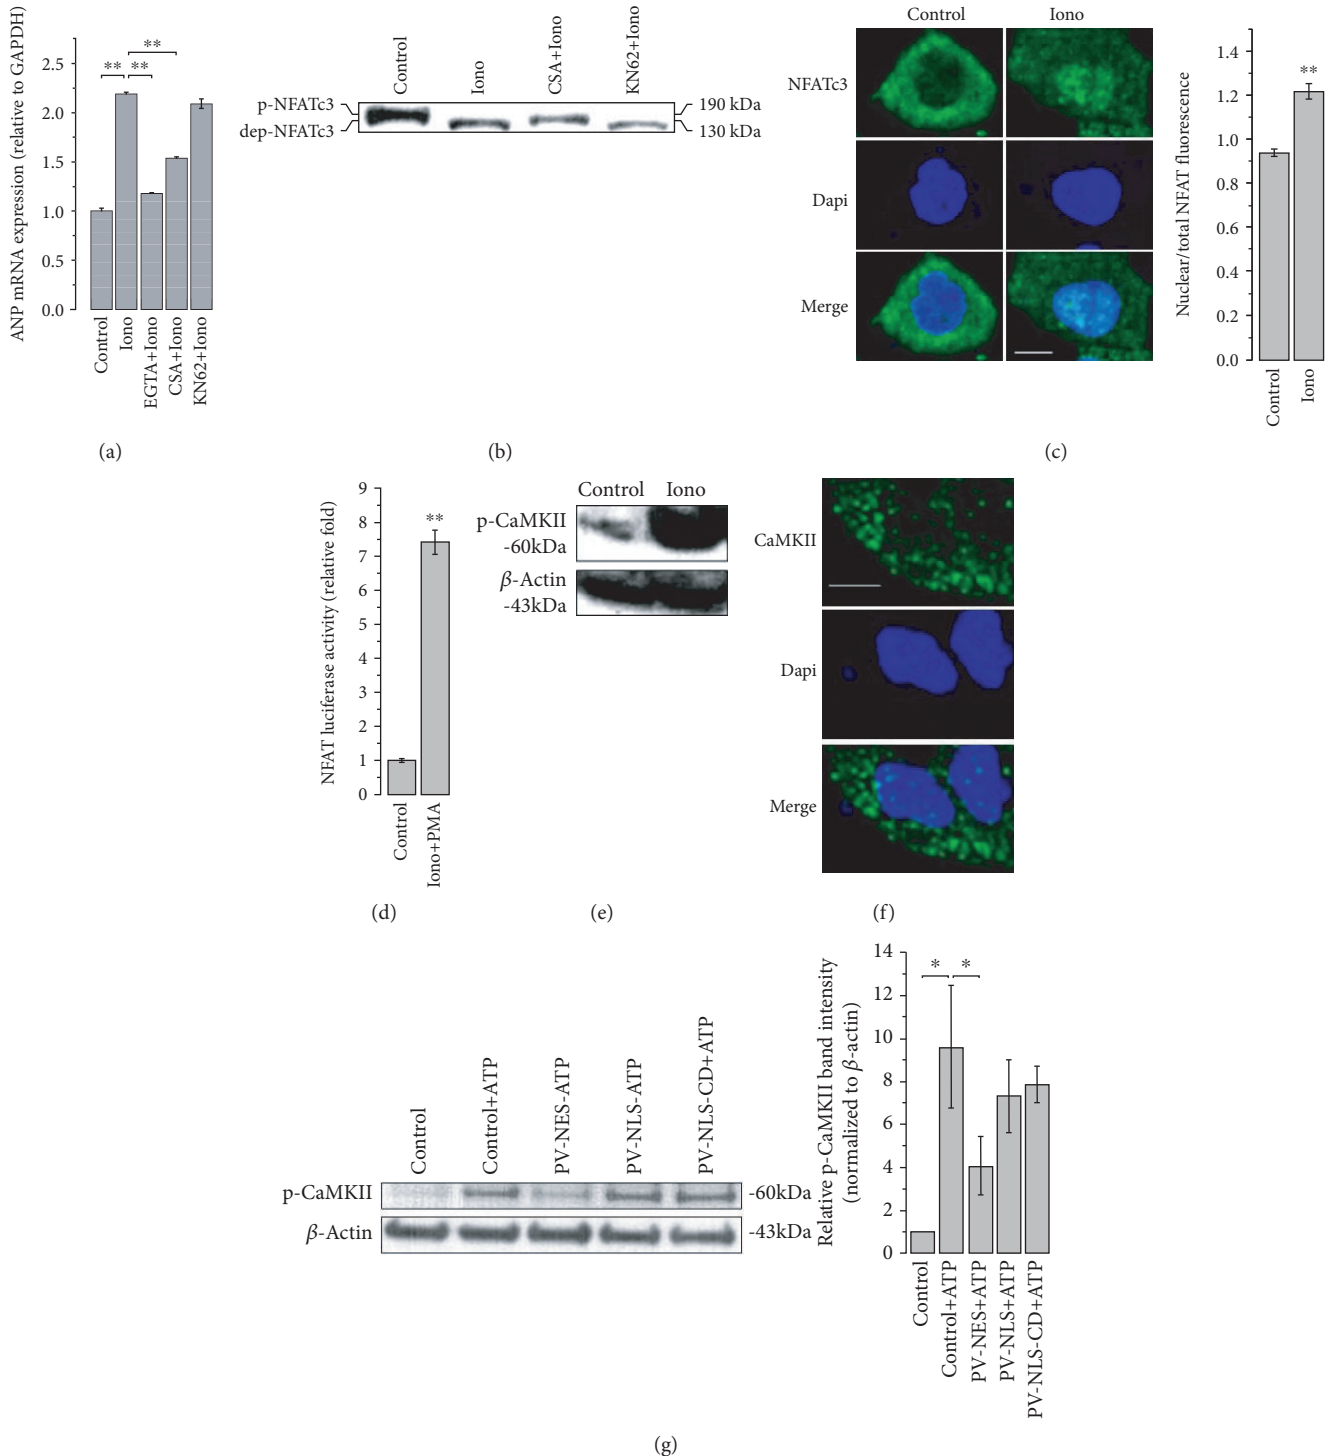 ANP mRNA expression (relative to GAPDH)
2.5
2.0
1.5
1.0
0.5
0.0
**
**
**
Control
Iono
EGTA+Iono
CSA+Iono
KN62+Iono
(a)
Control
Iono
CSA+Iono
KN62+Iono
p-NFATc3
dep-NFATc3
190 kDa
130 kDa
(b)
Control
Iono
NFATc3
Dapi
Merge
Nuclear/total NFAT fluorescence
1.4
1.2
1.0
0.8
0.6
0.4
0.2
0.0
**
Control
Iono
(c)
NFAT luciferase activity (relative fold)
9
8
7
6
5
4
3
2
1
0
**
Control
Iono+PMA
(d)
Control
Iono
p-CaMKII
-60kDa
β-Actin
-43kDa
(e)
CaMKII
Dapi
Merge
(f)
Control
Control+ATP
PV-NES-ATP
PV-NLS-ATP
PV-NLS-CD+ATP
p-CaMKII
-60kDa
β-Actin
-43kDa
Relative p-CaMKII band intensity
(normalized to β-actin)
14
12
10
8
6
4
2
0
*
*
Control
Control+ATP
PV-NES+ATP
PV-NLS+ATP
PV-NLS-CD+ATP
(g)